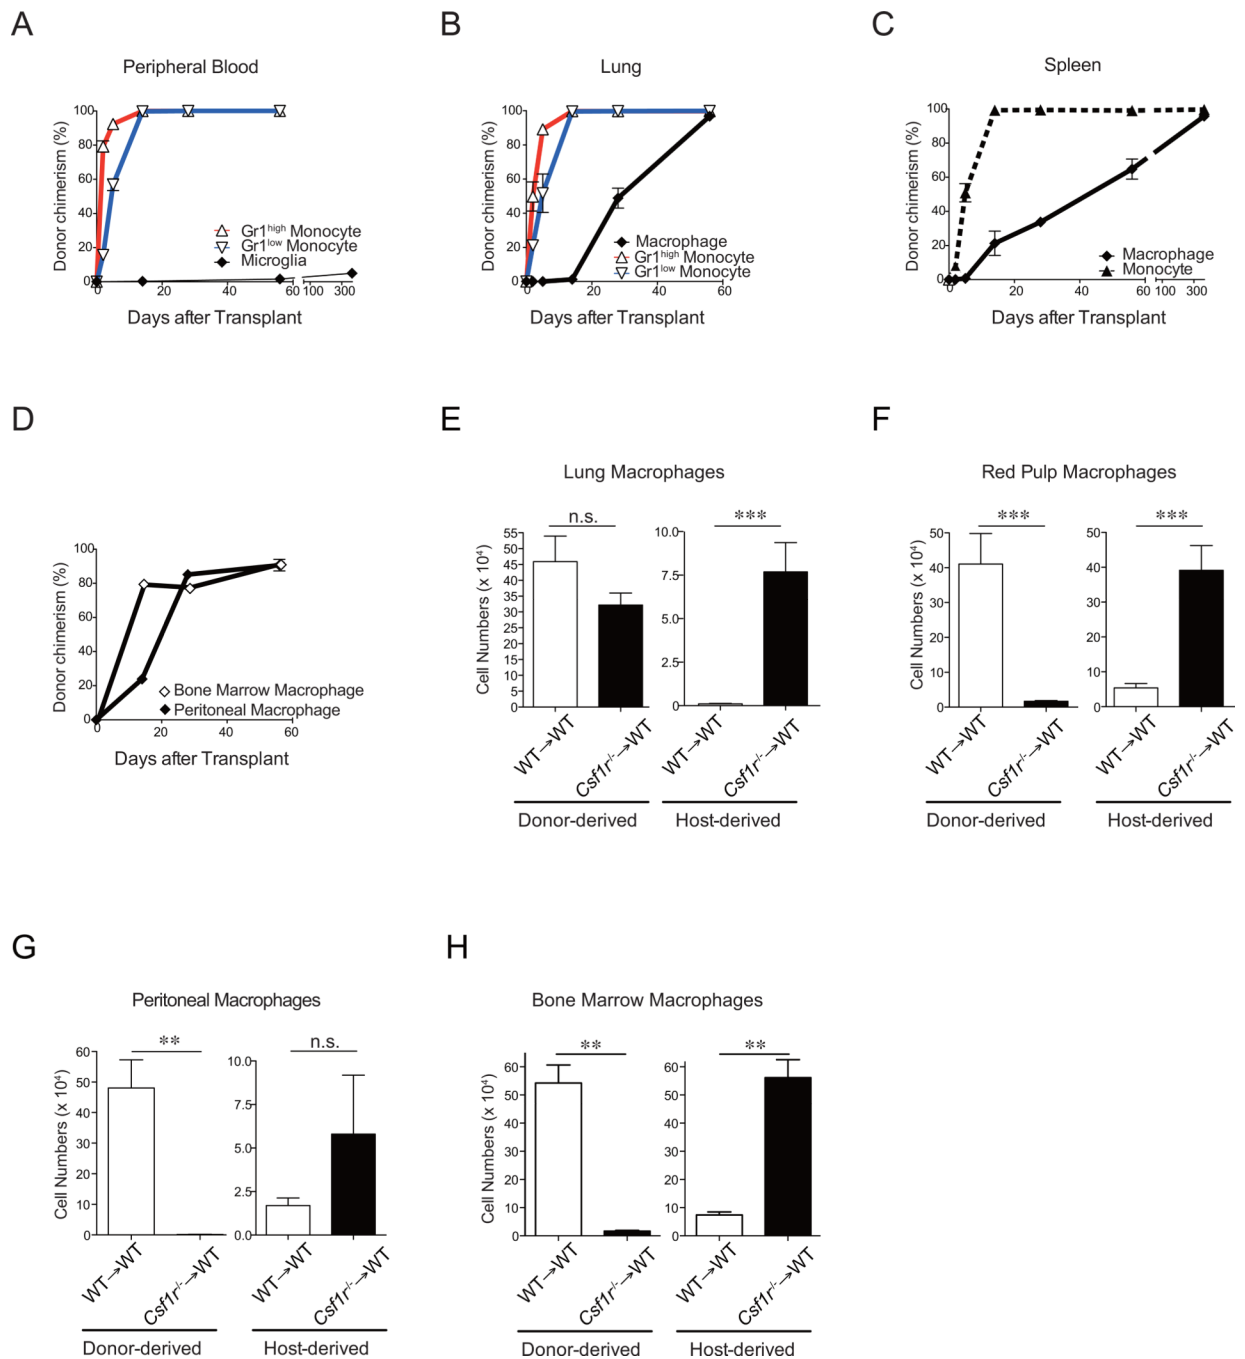 A
Peripheral Blood
Donor chimerism (%)
100
80
60
40
20
0
0
20
40
60
100
300
Gr1high Monocyte
Gr1low Monocyte
Microglia
Days after Transplant
B
Lung
Donor chimerism (%)
100
80
60
40
20
0
0
20
40
60
Macrophage
Gr1high Monocyte
Gr1low Monocyte
Days after Transplant
C
Spleen
Donor chimerism (%)
100
80
60
40
20
0
0
20
40
60
100
300
Macrophage
Monocyte
Days after Transplant
D
Donor chimerism (%)
100
80
60
40
20
0
0
20
40
60
Bone Marrow Macrophage
Peritoneal Macrophage
Days after Transplant
E
Lung Macrophages
Cell Numbers (x 10⁴)
55
50
45
40
35
30
25
20
15
10
5
0
n.s.
WT→WT
Csf1r-/-→WT
Donor-derived
10.0
7.5
5.0
2.5
0
***
WT→WT
Csf1r-/-→WT
Host-derived
F
Red Pulp Macrophages
Cell Numbers (x 10⁴)
50
40
30
20
10
0
***
WT→WT
Csf1r-/-→WT
Donor-derived
50
40
30
20
10
0
***
WT→WT
Csf1r-/-→WT
Host-derived
G
Peritoneal Macrophages
Cell Numbers (x 10⁴)
60
50
40
30
20
10
0
**
WT→WT
Csf1r-/-→WT
Donor-derived
10.0
7.5
5.0
2.5
0.0
n.s.
WT→WT
Csf1r-/-→WT
Host-derived
H
Bone Marrow Macrophages
Cell Numbers (x 10⁴)
60
50
40
30
20
10
0
**
WT→WT
Csf1r-/-→WT
Donor-derived
60
50
40
30
20
10
0
**
WT→WT
Csf1r-/-→WT
Host-derived